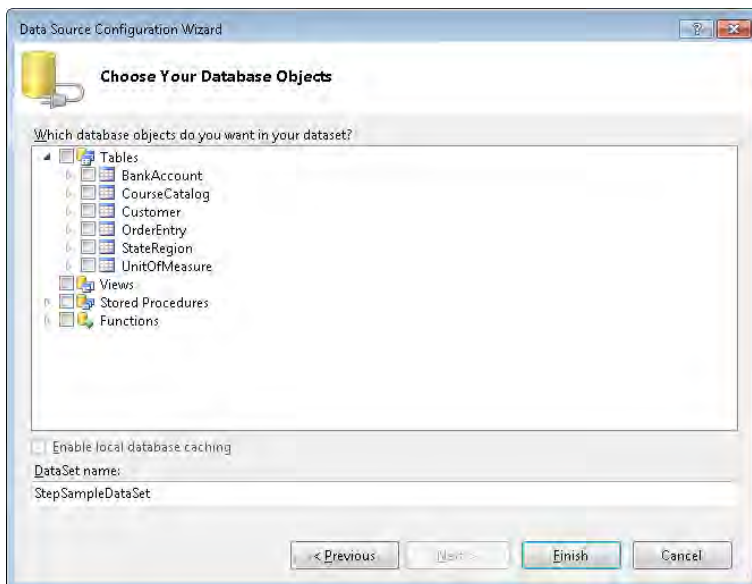 Data Source Configuration Wizard
Choose Your Database Objects
Which database objects do you want in your dataset?
Tables
BankAccount
CourseCatalog
Customer
OrderEntry
StateRegion
UnitOfMeasure
Views
Stored Procedures
Functions
Enable local database caching
DataSet name:
StepSampleDataSet
< Previous Next > Finish Cancel